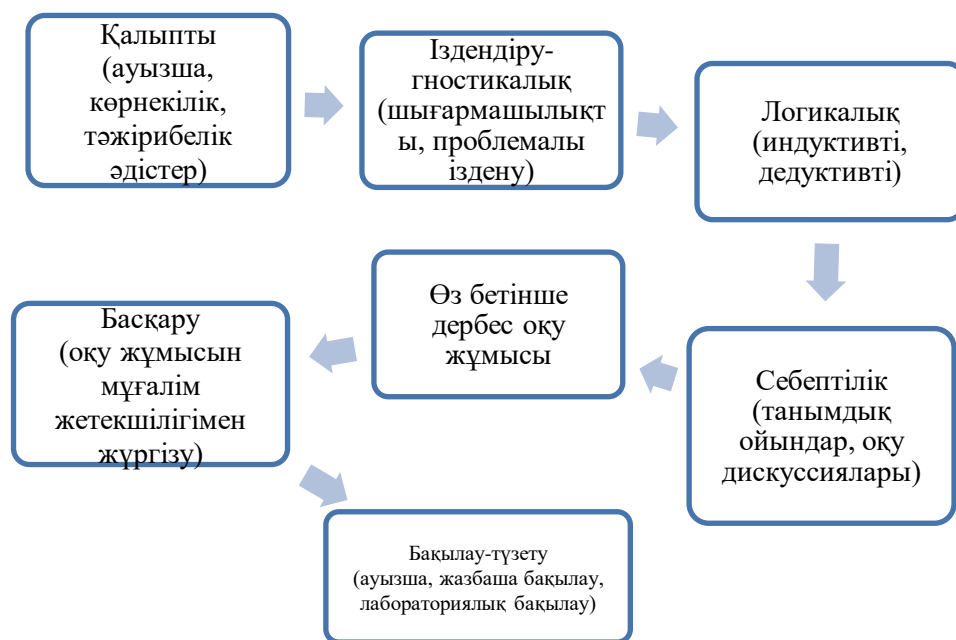 Қалыпты
(ауызша,
көрнекілік,
тәжірибелік
әдістер)
Іздендіру-
гностикалық
(шығармашылықт
ы, проблемалы
іздену)
Логикалық
(индуктивті,
дедуктивті)
Себептілік
(танымдық
ойындар, оқу
дискуссиялары)
Өз бетінше
дербес оқу
жұмысы
Басқару
(оқу жұмысын
мұғалім
жетекшілігімен
жүргізу)
Бақылау-түзету
(ауызша, жазбаша бақылау,
лабораториялық бақылау)